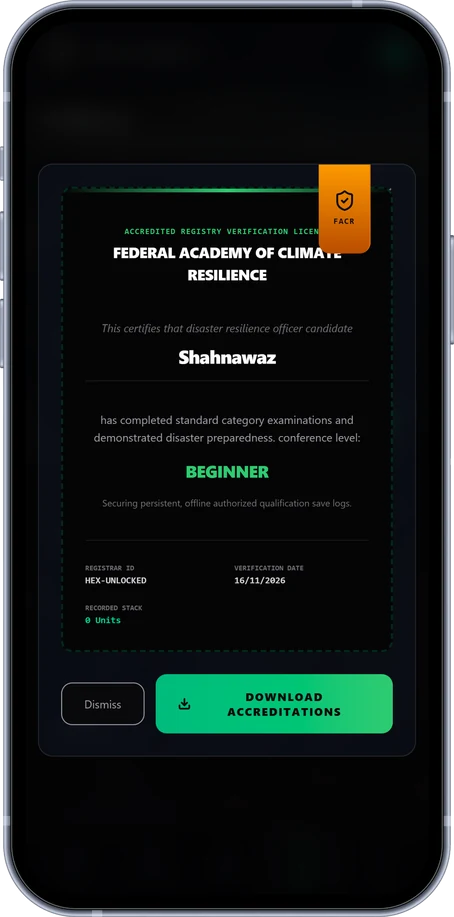 ACCREDITED REGISTRY VERIFICATION LICEN
FACR
FEDERAL ACADEMY OF CLIMATE
RESILIENCE
This certifies that disaster resilience officer candidate
Shahnawaz
has completed standard category examinations and
demonstrated disaster preparedness. conference level:
BEGINNER
Securing persistent, offline authorized qualification save logs.
REGISTRAR ID
HEX-UNLOCKED
VERIFICATION DATE
16/11/2026
RECORDED STACK
0 Units
Dismiss
DOWNLOAD
ACCREDITATIONS